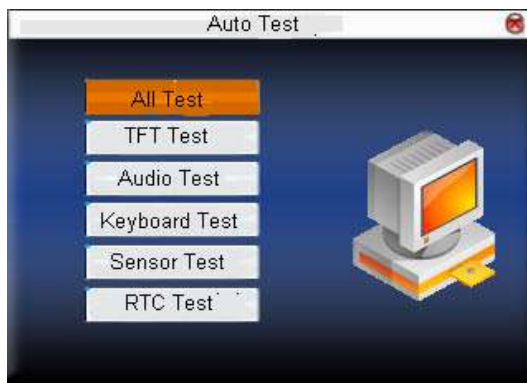 Auto Test
All Test
TFT Test
Audio Test
Keyboard Test
Sensor Test
RTC Test